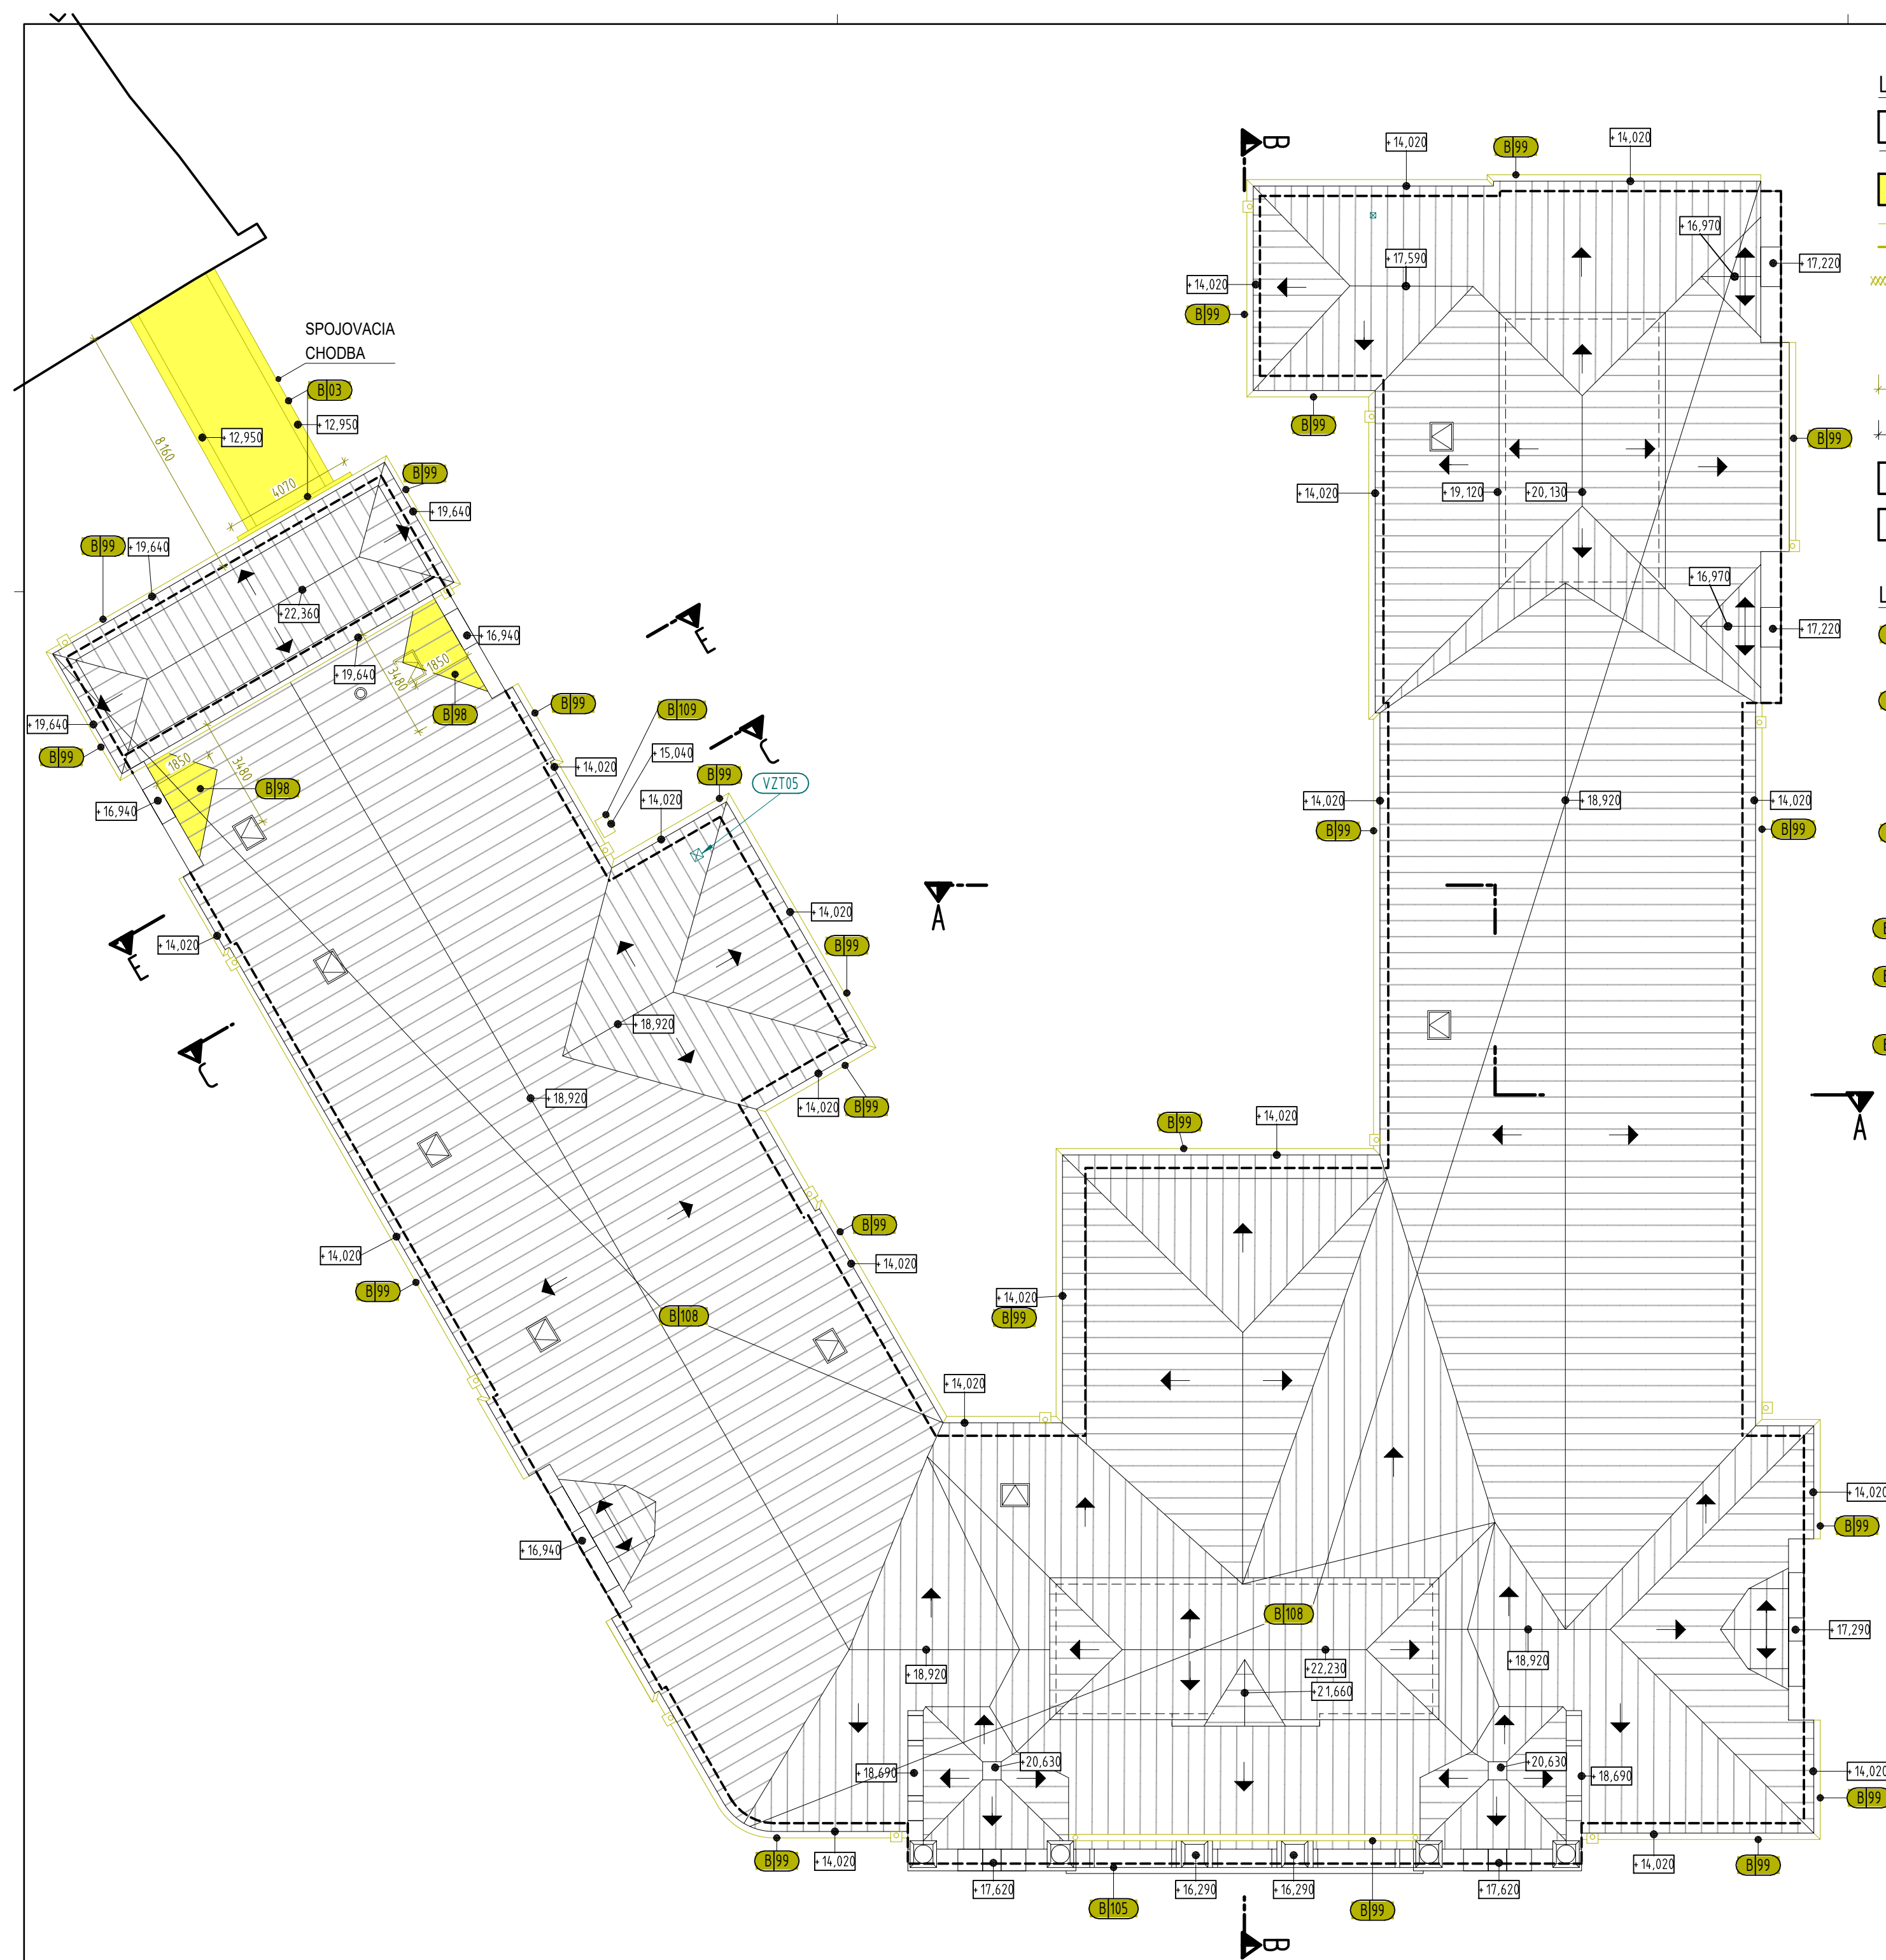 B
+14,020
B|99
+14,020
+16,970
+17,590
+17,220
+14,020
B|99
SPOJOVACIA
CHODBA
B|03
+12,950
+12,950
8160
B|99
B|99
B|99
4070
+14,020
+19,120
+20,130
+19,640
B|99
+19,640
+16,970
+22,360
+16,940
+17,220
E
+19,640
1850
3480
B|99
B|109
B|98
+19,640
B|99
+15,040
C
+14,020
B|99
VZT05
1850
3480
B|98
+14,020
+16,940
+14,020
+18,920
+14,020
B|99
B|99
A
+14,020
+14,020
B|99
E
+18,920
C
+18,920
+14,020
B|99
A
+14,020
B|99
B|99
+14,020
+14,020
B|99
+14,020
B|99
B|108
+14,020
+14,020
B|99
+16,940
B|108
+17,290
+18,920
+22,230
+18,920
+21,660
+18,690
+20,630
+20,630
+18,690
+14,020
B|99
B|99
+14,020
+14,020
B|99
+17,620
+16,290
+16,290
+17,620
B|105
B|99
B